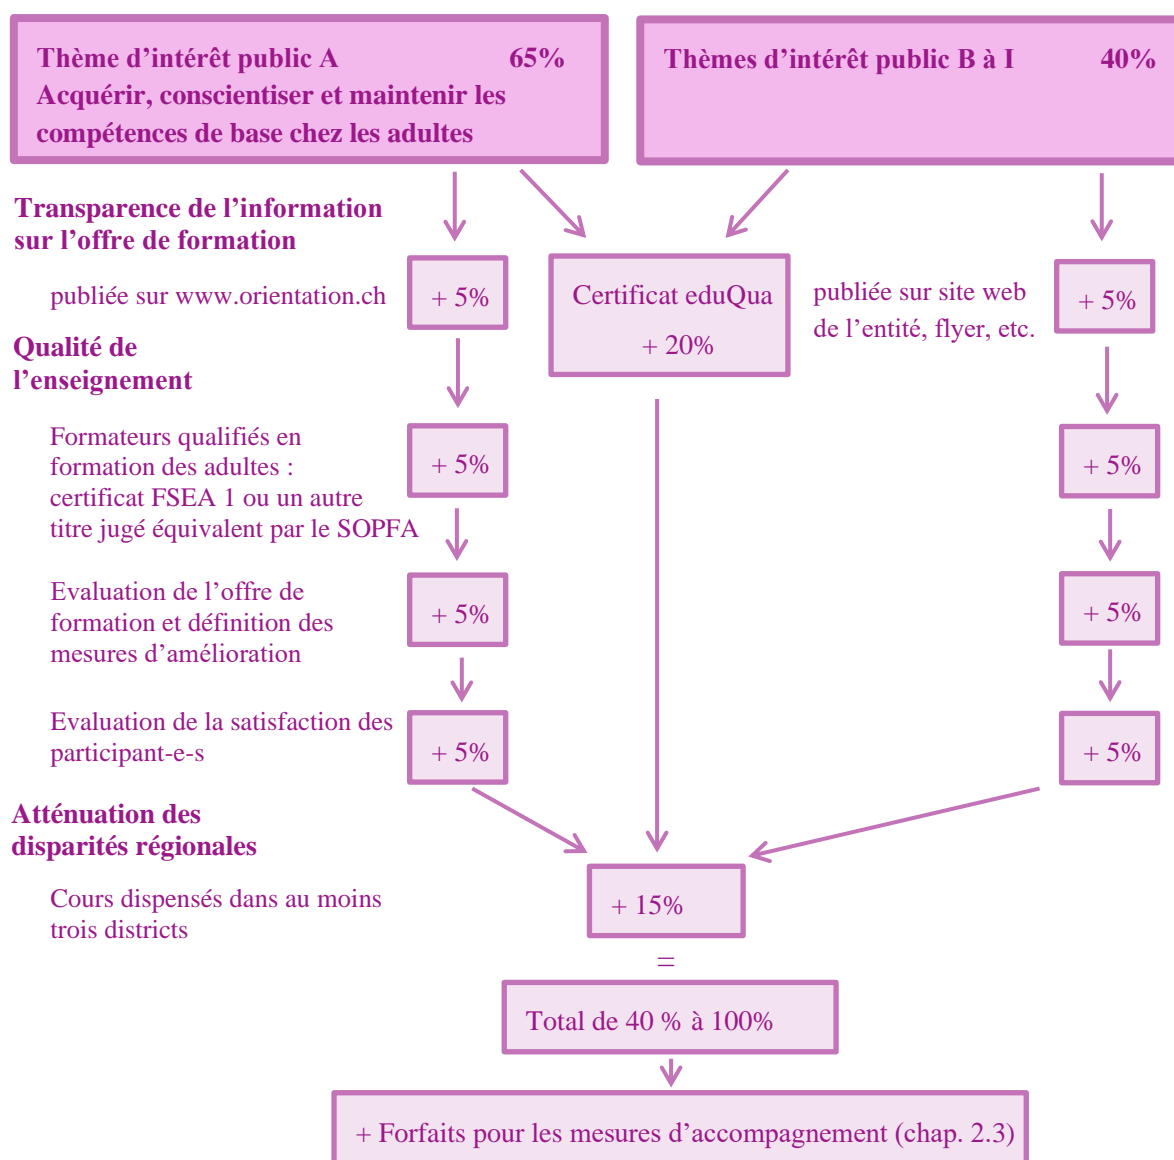 Thème d’intérêt public A 65%
Acquérir, conscientiser et maintenir les
compétences de base chez les adultes
Thèmes d’intérêt public B à I 40%
Transparence de l’information
sur l’offre de formation
publiée sur www.orientation.ch
+ 5%
Certificat eduQua
+ 20%
publiée sur site web
de l’entité, flyer, etc.
+ 5%
Qualité de
l’enseignement
Formateurs qualifiés en
formation des adultes :
certificat FSEA 1 ou un autre
titre jugé équivalent par le SOPFA
+ 5%
+ 5%
Evaluation de l’offre de
formation et définition des
mesures d’amélioration
+ 5%
+ 5%
Evaluation de la satisfaction des
participant-e-s
+ 5%
+ 5%
Atténuation des
disparités régionales
Cours dispensés dans au moins
trois districts
+ 15%
=
Total de 40 % à 100%
+ Forfaits pour les mesures d’accompagnement (chap. 2.3)